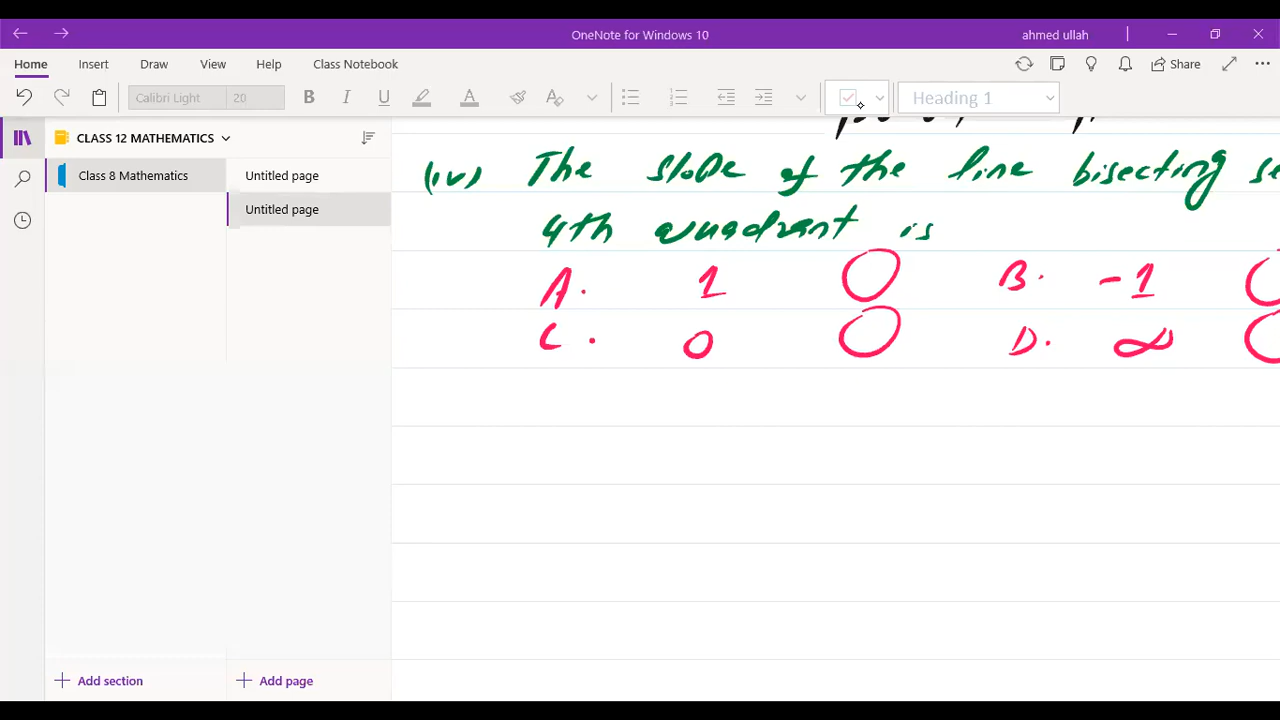 OneNote for Windows 10
ahmed ullah
Home Insert Draw View Help Class Notebook
Share
Calibri Light 20 B I U A Heading 1
CLASS 12 MATHEMATICS
Class 8 Mathematics
Untitled page
Untitled page
(iv) The slope of the line bisecting se
4th quadrant is
A. 1 B. -1
C. 0 D. ∞
Add section
Add page